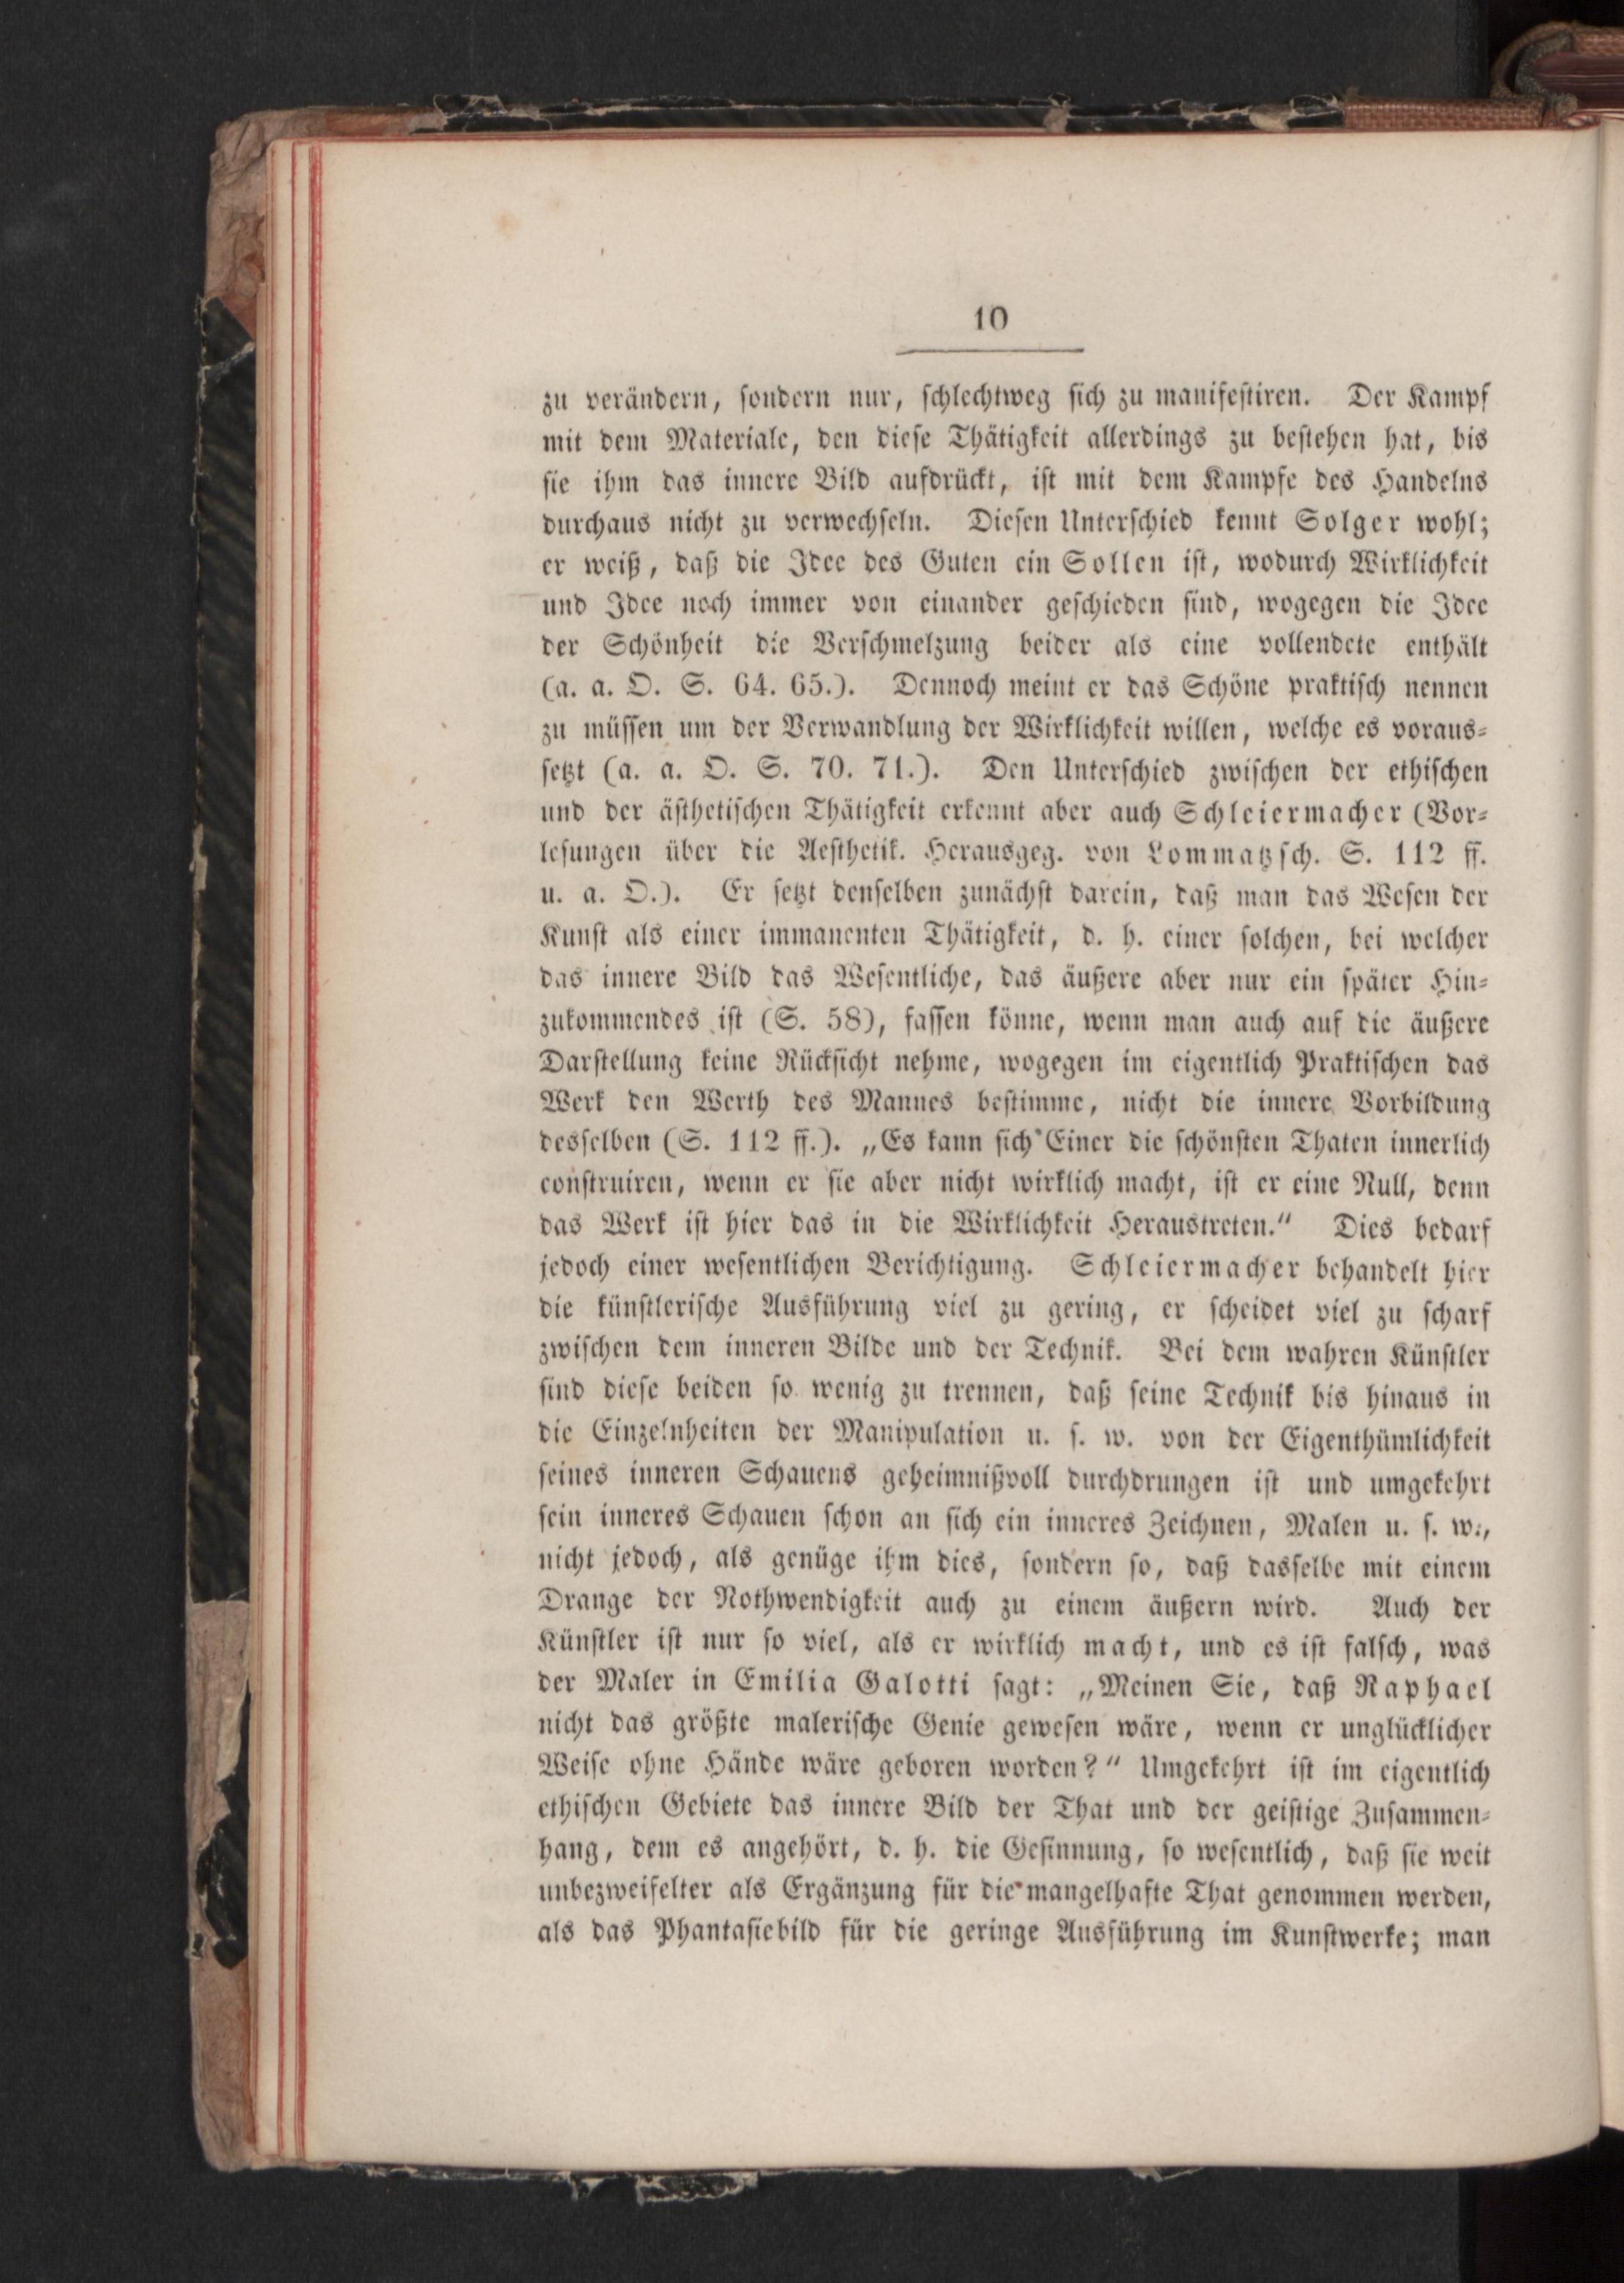 10
zu verändern, sondern nur, schlechtweg sich zu manifestiren. Der Kampf
mit dem Materiale, den diese Thätigkeit allerdings zu bestehen hat, bis
sie ihm das innere Bild aufdrückt, ist mit dem Kampfe des Handelns
durchaus nicht zu verwechseln. Diesen Unterschied kennt Solger wohl;
er weiß, daß die Idee des Guten ein Sollen ist, wodurch Wirklichkeit
und Idee noch immer von einander geschieden sind, wogegen die Idee
der Schönheit die Verschmelzung beider als eine vollendete enthält
(a. a. O. S. 64. 65.). Dennoch meint er das Schöne praktisch nennen
zu müssen um der Verwandlung der Wirklichkeit willen, welche es voraus-
setzt (a. a. O. S. 70. 71.). Den Unterschied zwischen der ethischen
und der ästhetischen Thätigkeit erkennt aber auch Schleiermacher (Vor-
lesungen über die Aesthetik. Herausgeg. von Lommatzsch. S. 112 ff.
u. a. O.). Er setzt denselben zunächst darein, daß man das Wesen der
Kunst als einer immanenten Thätigkeit, d. h. einer solchen, bei welcher
das innere Bild das Wesentliche, das äußere aber nur ein später Hin-
zukommendes ist (S. 58), fassen könne, wenn man auch auf die äußere
Darstellung keine Rücksicht nehme, wogegen im eigentlich Praktischen das
Werk den Werth des Mannes bestimme, nicht die innere Vorbildung
desselben (S. 112 ff.). „Es kann sich Einer die schönsten Thaten innerlich
construiren, wenn er sie aber nicht wirklich macht, ist er eine Null, denn
das Werk ist hier das in die Wirklichkeit Heraustreten.“ Dies bedarf
jedoch einer wesentlichen Berichtigung. Schleiermacher behandelt hier
die künstlerische Ausführung viel zu gering, er scheidet viel zu scharf
zwischen dem inneren Bilde und der Technik. Bei dem wahren Künstler
sind diese beiden so wenig zu trennen, daß seine Technik bis hinaus in
die Einzelnheiten der Manipulation u. s. w. von der Eigenthümlichkeit
seines inneren Schauens geheimnißvoll durchdrungen ist und umgekehrt
sein inneres Schauen schon an sich ein inneres Zeichnen, Malen u. s. w.,
nicht jedoch, als genüge ihm dies, sondern so, daß dasselbe mit einem
Drange der Nothwendigkeit auch zu einem äußern wird. Auch der
Künstler ist nur so viel, als er wirklich macht, und es ist falsch, was
der Maler in Emilia Galotti sagt: „Meinen Sie, daß Raphael
nicht das größte malerische Genie gewesen wäre, wenn er unglücklicher
Weise ohne Hände wäre geboren worden?“ Umgekehrt ist im eigentlich
ethischen Gebiete das innere Bild der That und der geistige Zusammen-
hang, dem es angehört, d. h. die Gesinnung, so wesentlich, daß sie weit
unbezweifelter als Ergänzung für die mangelhafte That genommen werden,
als das Phantasiebild für die geringe Ausführung im Kunstwerke; man